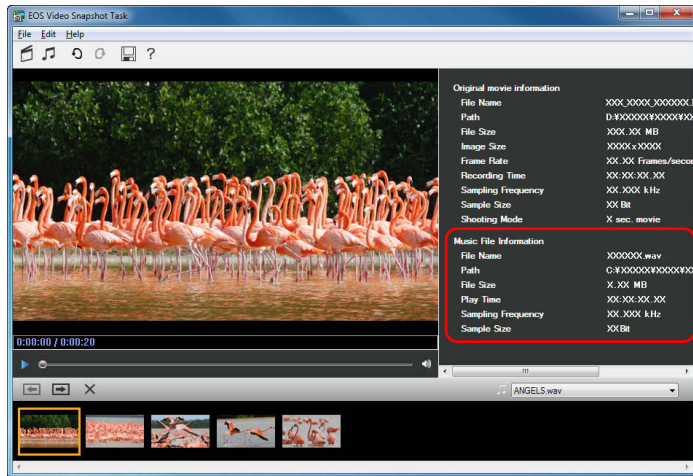 EOS Video Snapshot Task
File Edit Help
?
Original movie information
File Name XXX_XXXX_XXXXXX.
Path D:¥XXXXX¥XXXX¥XX
File Size XXX.XX MB
Image Size XXXX x XXXX
Frame Rate XX.XX Frames/secon
Recording Time XX:XX:XX.XX
Sampling Frequency XX.XXX kHz
Sample Size XX Bit
Shooting Mode X sec. movie
Music File Information
File Name XXXXXX.wav
Path C:¥XXXXX¥XXXX¥XX
File Size X.XX MB
Play Time XX:XX:XX.XX
Sampling Frequency XX.XXX kHz
Sample Size XX Bit
0:00:00 / 0:00:20
ANGELS.wav